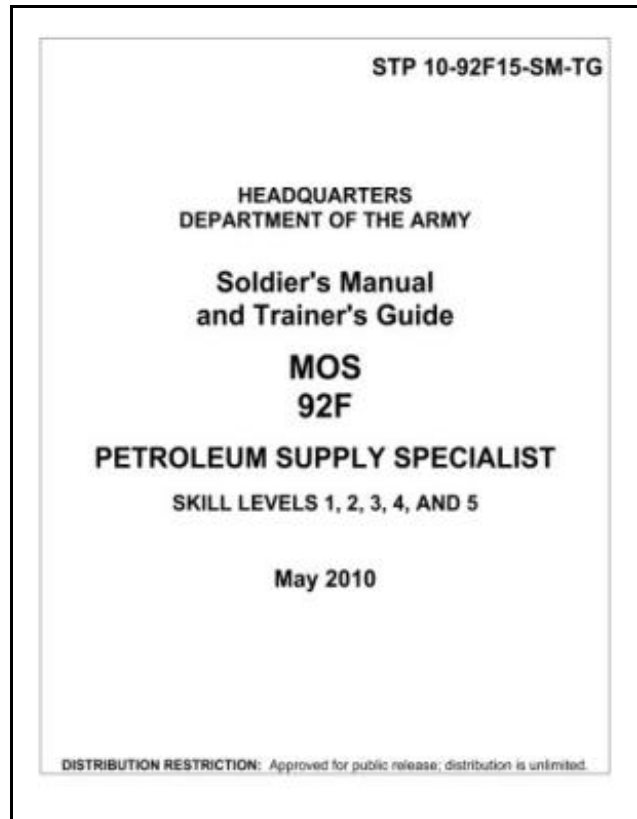 STP 10-92F15-SM-TG
HEADQUARTERS
DEPARTMENT OF THE ARMY
Soldier's Manual
and Trainer's Guide
MOS
92F
PETROLEUM SUPPLY SPECIALIST
SKILL LEVELS 1, 2, 3, 4, AND 5
May 2010
DISTRIBUTION RESTRICTION: Approved for public release; distribution is unlimited.